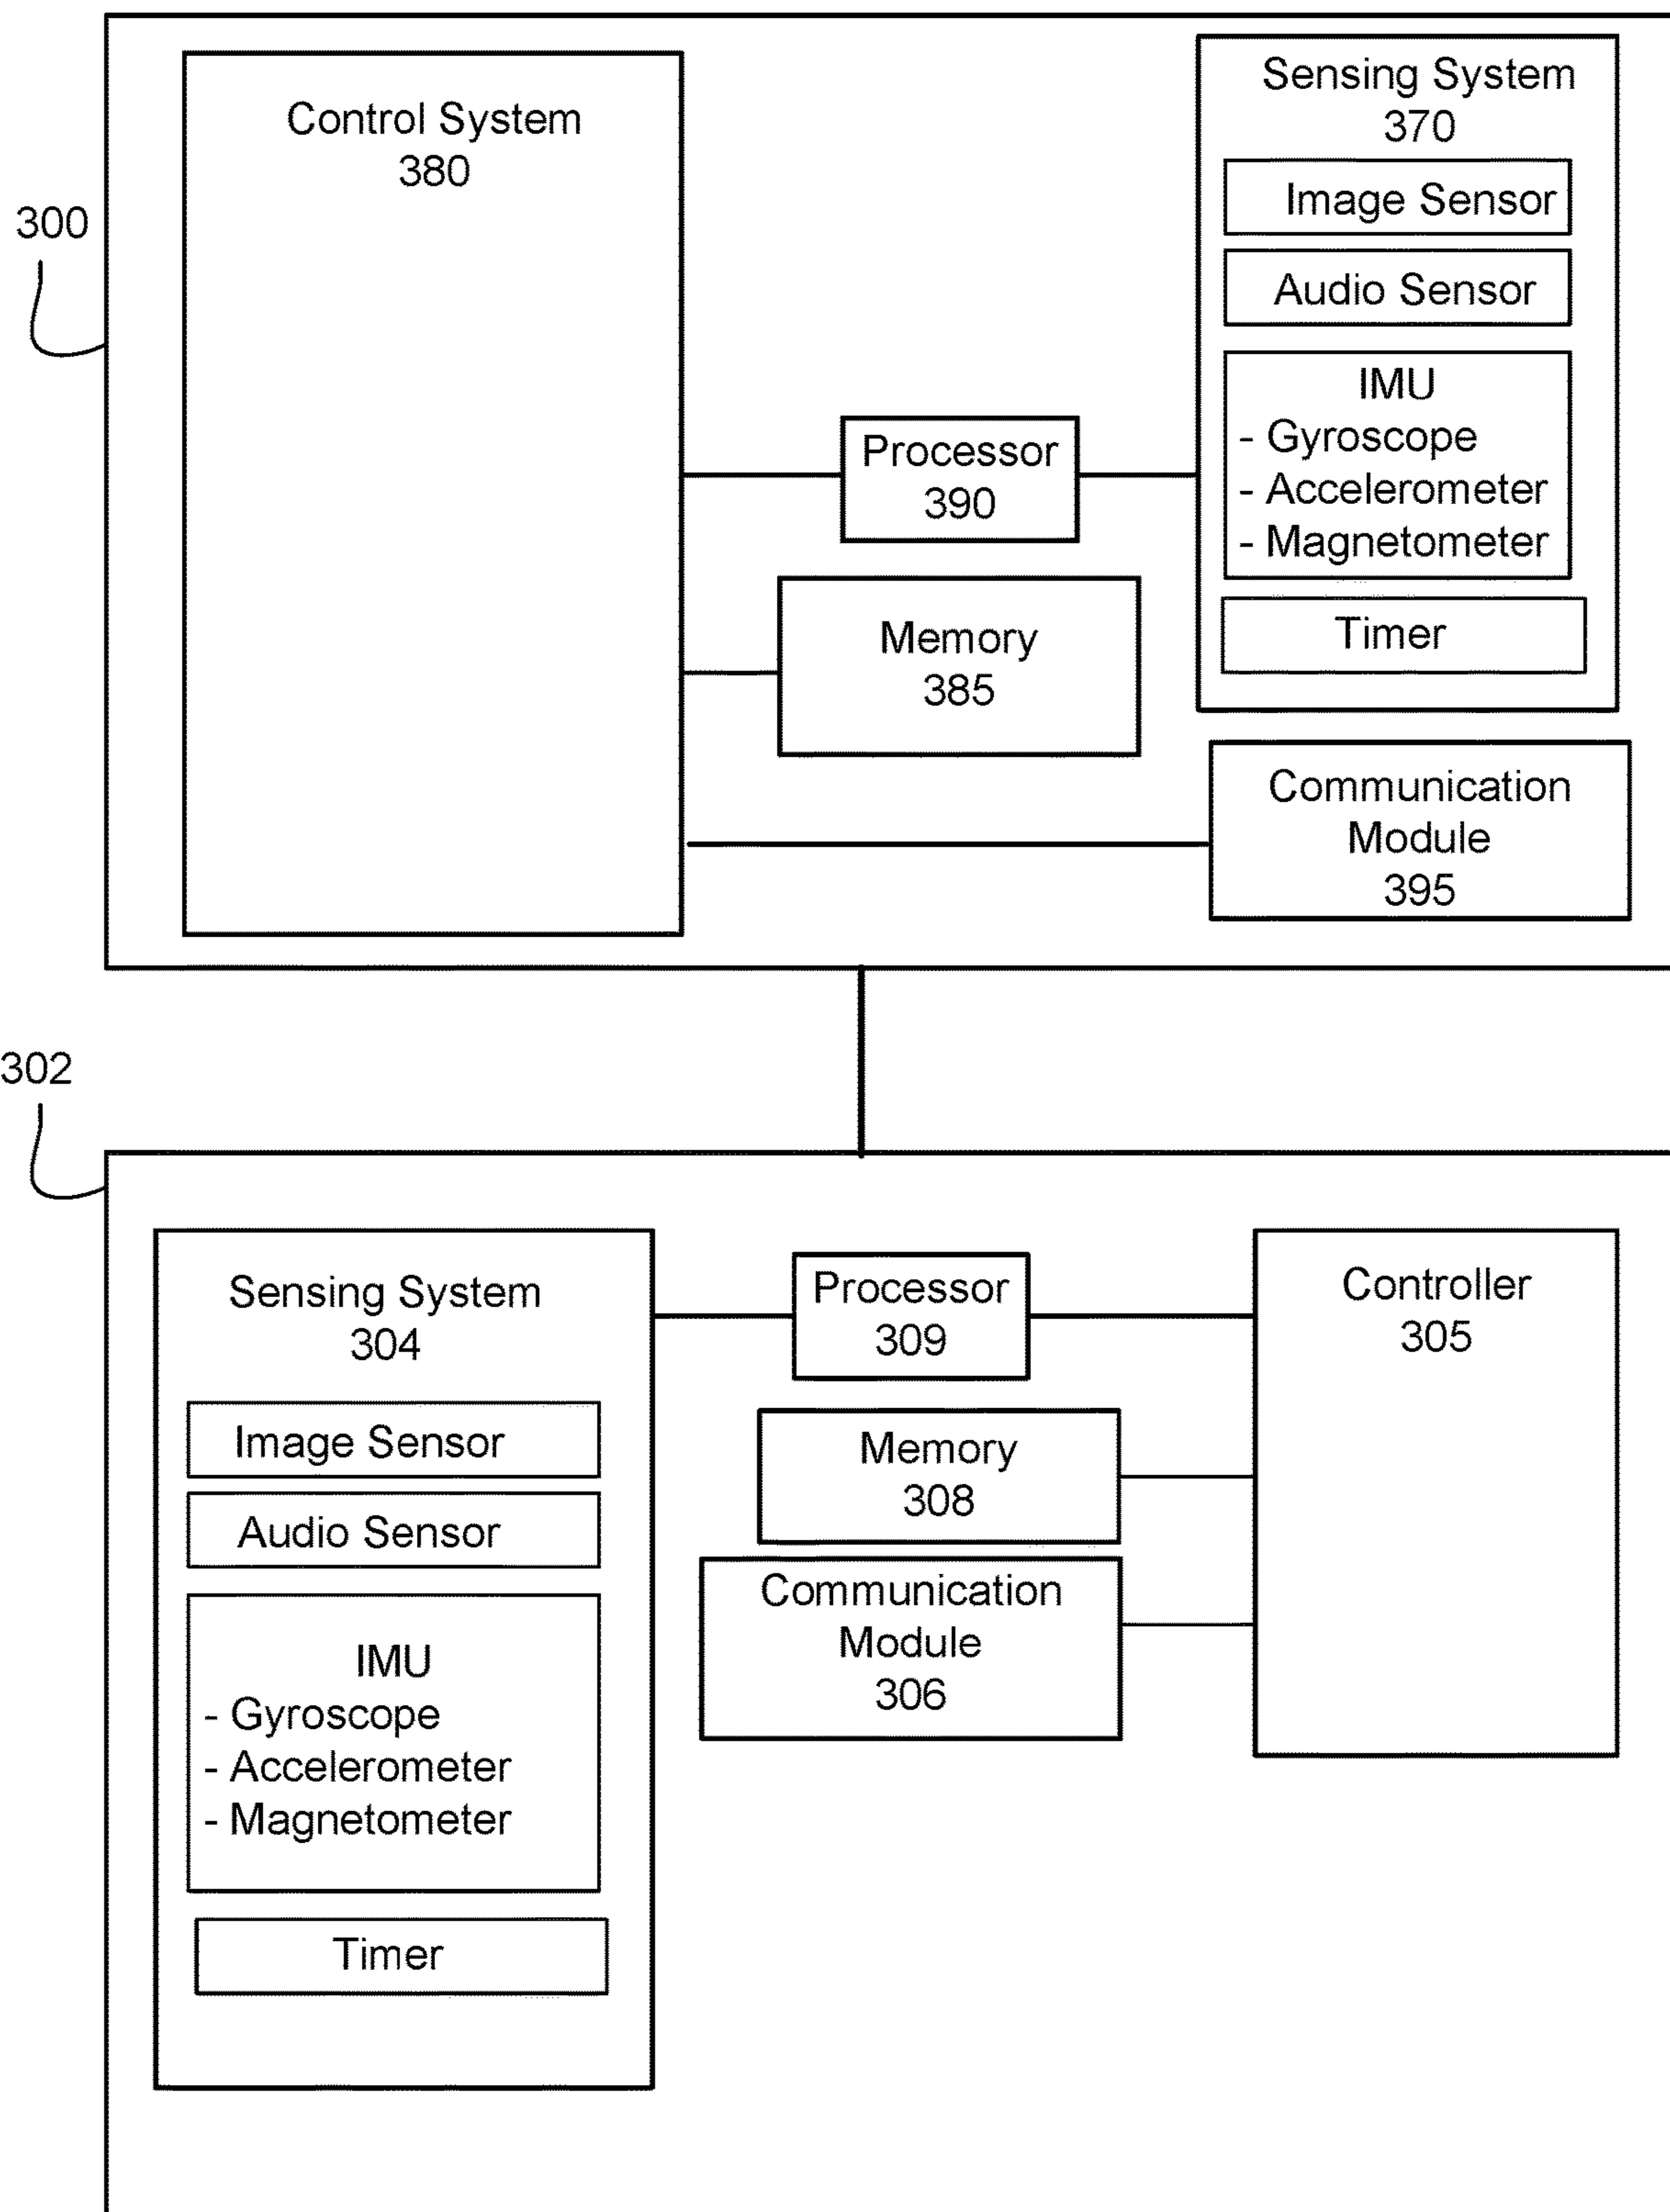 300
Control System
380
Sensing System
370
Image Sensor
Audio Sensor
IMU
- Gyroscope
- Accelerometer
- Magnetometer
Timer
Processor
390
Memory
385
Communication
Module
395
302
Sensing System
304
Image Sensor
Audio Sensor
IMU
- Gyroscope
- Accelerometer
- Magnetometer
Timer
Processor
309
Memory
308
Communication
Module
306
Controller
305